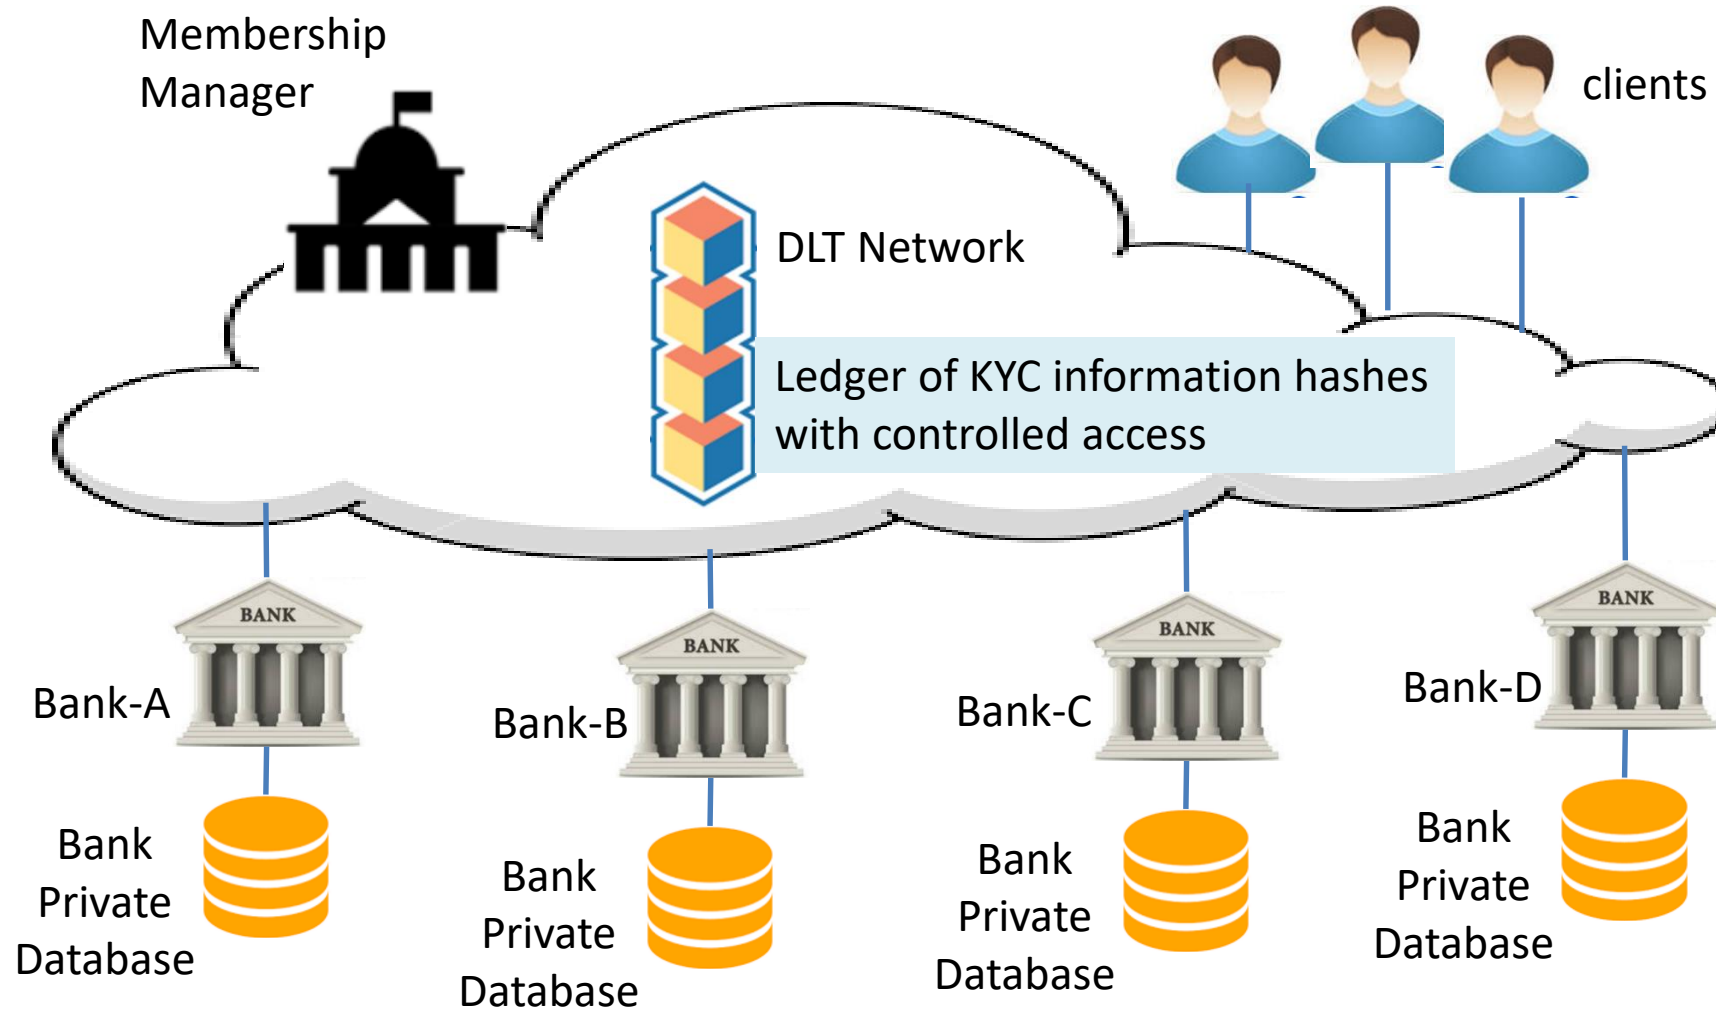 Membership
Manager
clients
DLT Network
Ledger of KYC information hashes
with controlled access
BANK
Bank-A
Bank
Private
Database
BANK
Bank-B
Bank
Private
Database
BANK
Bank-C
Bank
Private
Database
BANK
Bank-D
Bank
Private
Database